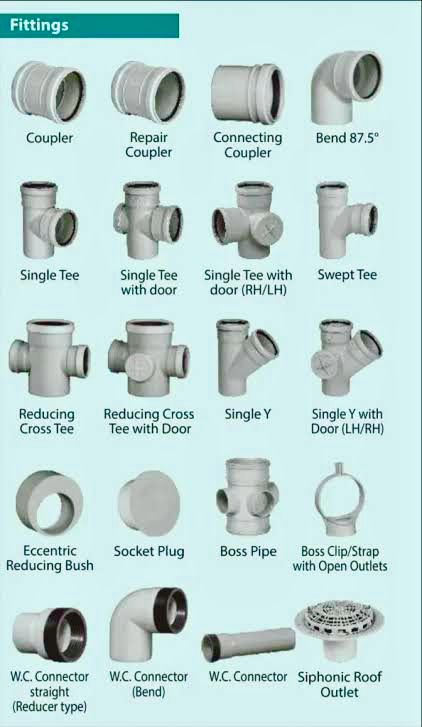 Fittings
Coupler
Repair
Coupler
Connecting
Coupler
Bend 87.5°
Single Tee
Single Tee
with door
Single Tee with
door (RH/LH)
Swept Tee
Reducing
Cross Tee
Reducing Cross
Tee with Door
Single Y
Single Y with
Door (LH/RH)
Eccentric
Reducing Bush
Socket Plug
Boss Pipe
Boss Clip/Strap
with Open Outlets
W.C. Connector
straight
(Reducer type)
W.C. Connector
(Bend)
W.C. Connector
Siphonic Roof
Outlet